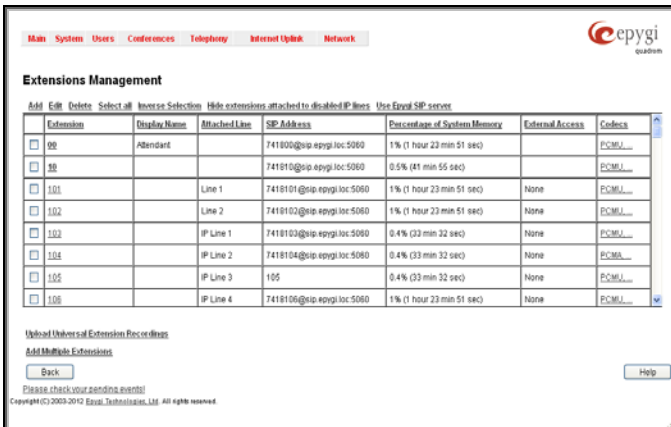 Main System Users Conferences Telephony Internet Uplink Network
epygi
quadrom
Extensions Management
Add Edit Delete Select all Inverse Selection Hide extensions attached to disabled IP lines Use Epygi SIP server
Extension Display Name Attached Line SIP Address Percentage of System Memory External Access Codecs
00 Attendant 741800@sip.epygi.loc:5060 1% (1 hour 23 min 51 sec) PCMU, ...
10 741810@sip.epygi.loc:5060 0.5% (41 min 55 sec) PCMU, ...
101 Line 1 7418101@sip.epygi.loc:5060 1% (1 hour 23 min 51 sec) None PCMU, ...
102 Line 2 7418102@sip.epygi.loc:5060 1% (1 hour 23 min 51 sec) None PCMU, ...
103 IP Line 1 7418103@sip.epygi.loc:5060 0.4% (33 min 32 sec) None PCMU, ...
104 IP Line 2 7418104@sip.epygi.loc:5060 0.4% (33 min 32 sec) None PCMA, ...
105 IP Line 3 105 0.4% (33 min 32 sec) None PCMU, ...
106 IP Line 4 7418106@sip.epygi.loc:5060 1% (1 hour 23 min 51 sec) None PCMU, ...
Upload Universal Extension Recordings
Add Multiple Extensions
Back Help
Please check your pending events!
Copyright (C) 2003-2012 Epygi Technologies, Ltd. All rights reserved.